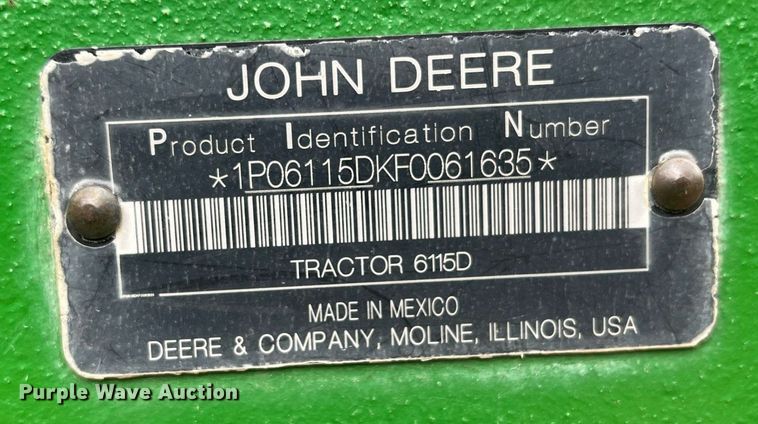 JOHN DEERE
Product Identification Number
*1P06115DKF0061635*
TRACTOR 6115D
MADE IN MEXICO
DEERE & COMPANY, MOLINE, ILLINOIS, USA
Purple Wave Auction